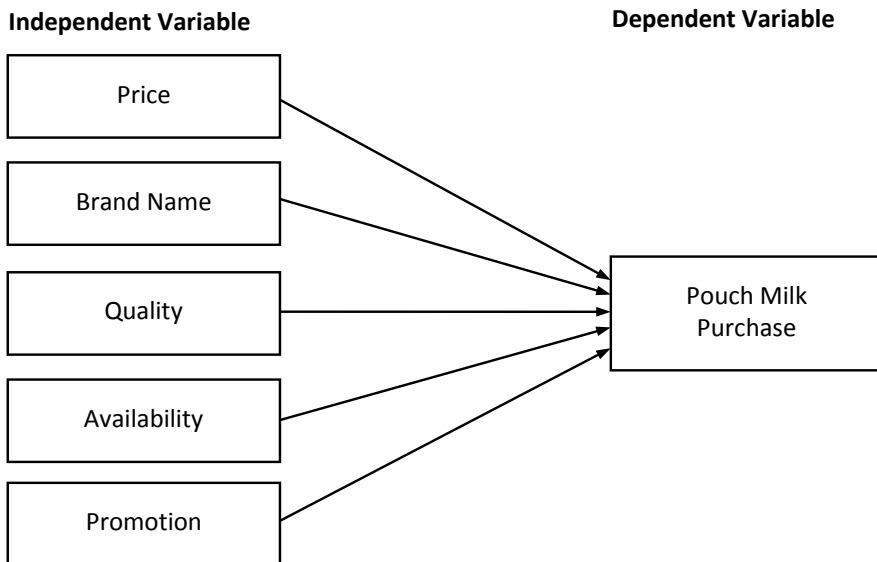 Independent Variable
Dependent Variable
Price
Brand Name
Quality
Availability
Promotion
Pouch Milk
Purchase